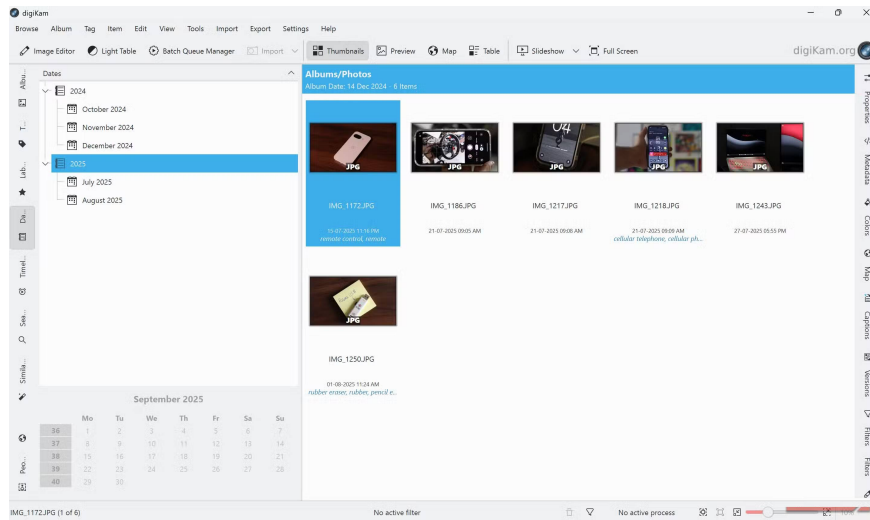 digiKam
Browse Album Tag Item Edit View Tools Import Export Settings Help
Image Editor Light Table Batch Queue Manager Import Thumbnails Preview Map Table Slideshow Full Screen digiKam.org
Albu...
T...
Lab...
Da...
Timel...
Sea...
Simila...
Peo...
Dates
2024
October 2024
November 2024
December 2024
2025
July 2025
August 2025
September 2025
Mo Tu We Th Fr Sa Su
36 1 2 3 4 5 6 7
37 8 9 10 11 12 13 14
38 15 16 17 18 19 20 21
39 22 23 24 25 26 27 28
40 29 30
Albums/Photos
Album Date: 14 Dec 2024 - 6 Items
JPG JPG JPG JPG JPG
IMG_1172.JPG IMG_1186.JPG IMG_1217.JPG IMG_1218.JPG IMG_1243.JPG
15-07-2025 11:16 PM 21-07-2025 09:05 AM 21-07-2025 09:08 AM 21-07-2025 09:09 AM 27-07-2025 05:55 PM
remote control, remote cellular telephone, cellular ph...
JPG
IMG_1250.JPG
01-08-2025 11:24 AM
rubber eraser, rubber, pencil e...
Properties
Metadata
Colors
Map
Captions
Versions
Filters
Filters
IMG_1172.JPG (1 of 6) No active filter No active process